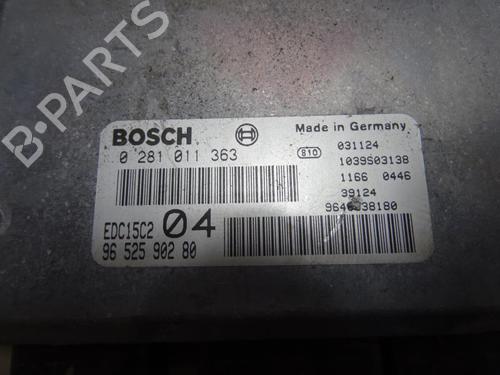 B-PARTS
BOSCH
Made in Germany
0 281 011 363
810
031124
1039S03138
1166 0446
39124
EDC15C2 04
96 525 902 80